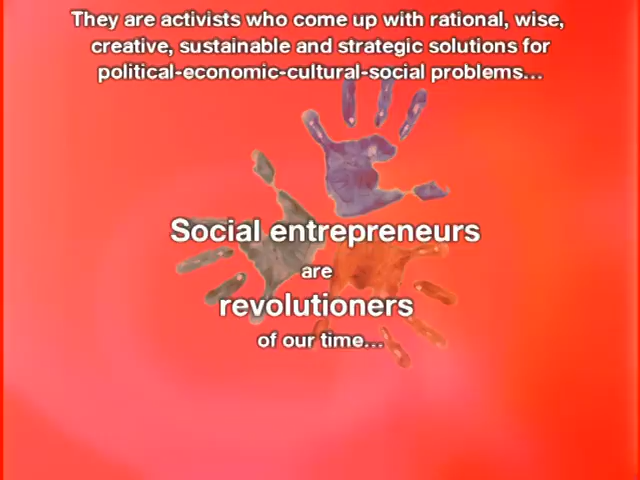 They are activists who come up with rational, wise,
creative, sustainable and strategic solutions for
political-economic-cultural-social problems...
Social entrepreneurs
are
revolutioners
of our time...